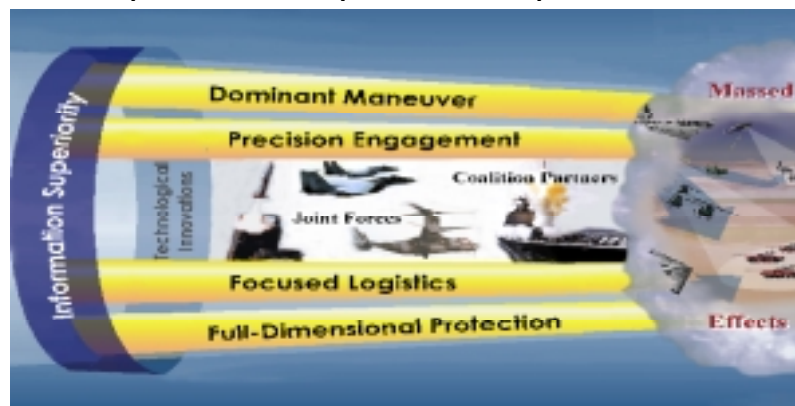 Information Superiority
Technological
Innovations
Dominant Maneuver
Precision Engagement
Coalition Partners
Joint Forces
Focused Logistics
Full-Dimensional Protection
Massed
Effects